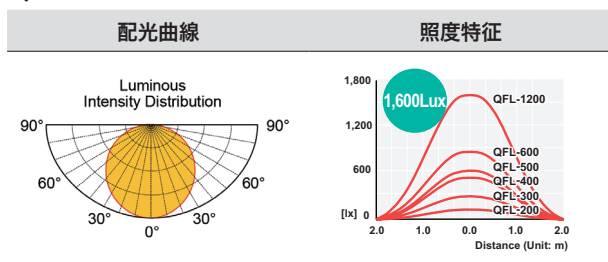 配光曲線
照度特征
Luminous
Intensity Distribution
90°
90°
60°
60°
30°
30°
0°
1,800
1,200
600
[lx] 0
1,600Lux
QFL-1200
QFL-600
QFL-500
QFL-400
QFL-300
QFL-200
2.0 1.0 0.0 1.0 2.0
Distance (Unit: m)